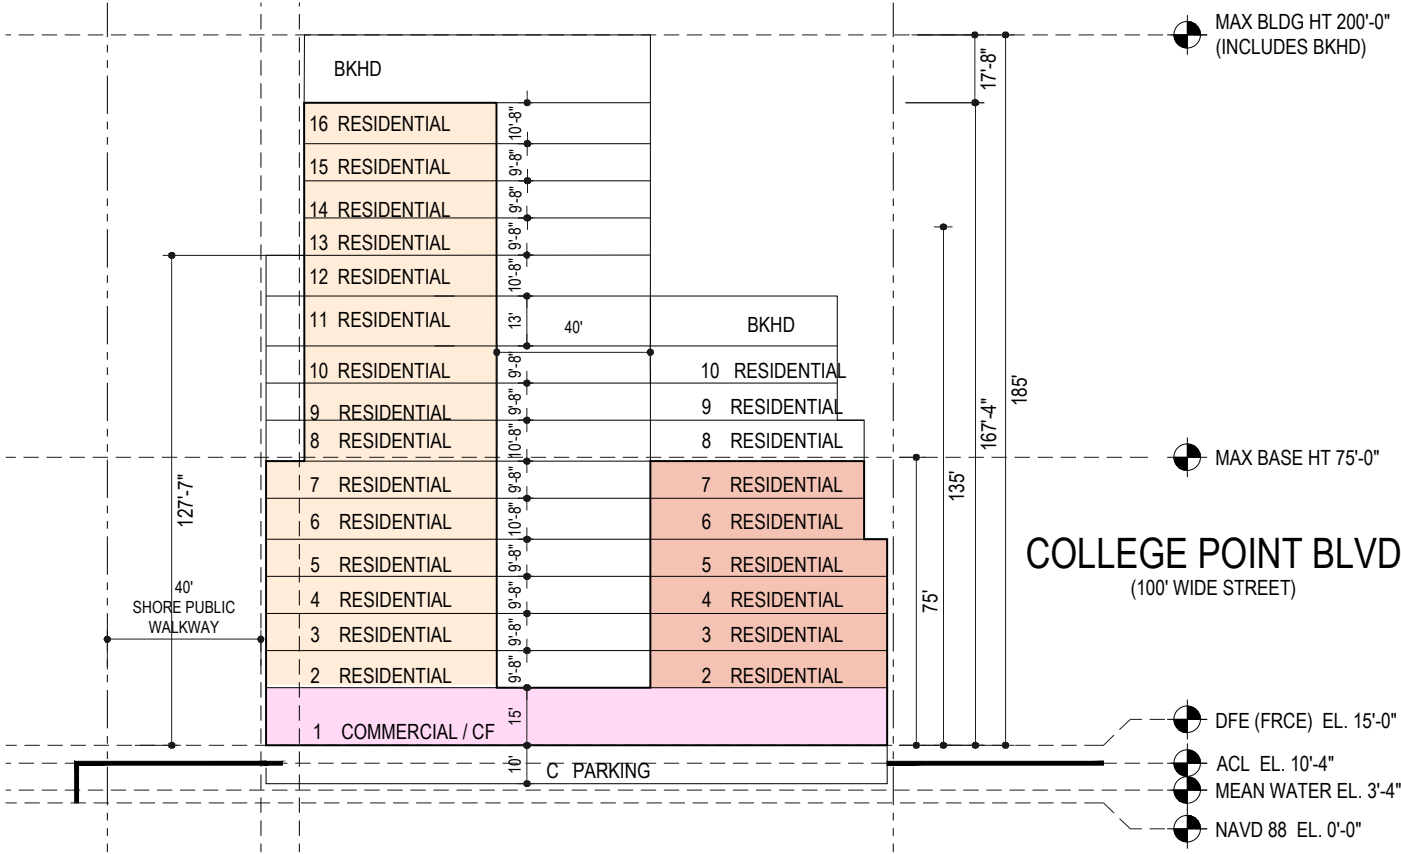 MAX BLDG HT 200'-0"
(INCLUDES BKHD)
BKHD
17'-8"
16 RESIDENTIAL
10'-8"
15 RESIDENTIAL
9'-8"
14 RESIDENTIAL
9'-8"
13 RESIDENTIAL
9'-8"
12 RESIDENTIAL
10'-8"
11 RESIDENTIAL
13'
40'
BKHD
10 RESIDENTIAL
9'-8"
10 RESIDENTIAL
185'
9 RESIDENTIAL
9'-8"
9 RESIDENTIAL
167'-4"
8 RESIDENTIAL
10'-8"
8 RESIDENTIAL
MAX BASE HT 75'-0"
7 RESIDENTIAL
9'-8"
7 RESIDENTIAL
135'
127'-7"
6 RESIDENTIAL
10'-8"
6 RESIDENTIAL
COLLEGE POINT BLVD
(100' WIDE STREET)
5 RESIDENTIAL
9'-8"
5 RESIDENTIAL
40'
SHORE PUBLIC
WALKWAY
4 RESIDENTIAL
9'-8"
4 RESIDENTIAL
75'
3 RESIDENTIAL
9'-8"
3 RESIDENTIAL
2 RESIDENTIAL
9'-8"
2 RESIDENTIAL
15'
1 COMMERCIAL / CF
DFE (FRCE) EL. 15'-0"
10'
C PARKING
ACL EL. 10'-4"
MEAN WATER EL. 3'-4"
NAVD 88 EL. 0'-0"